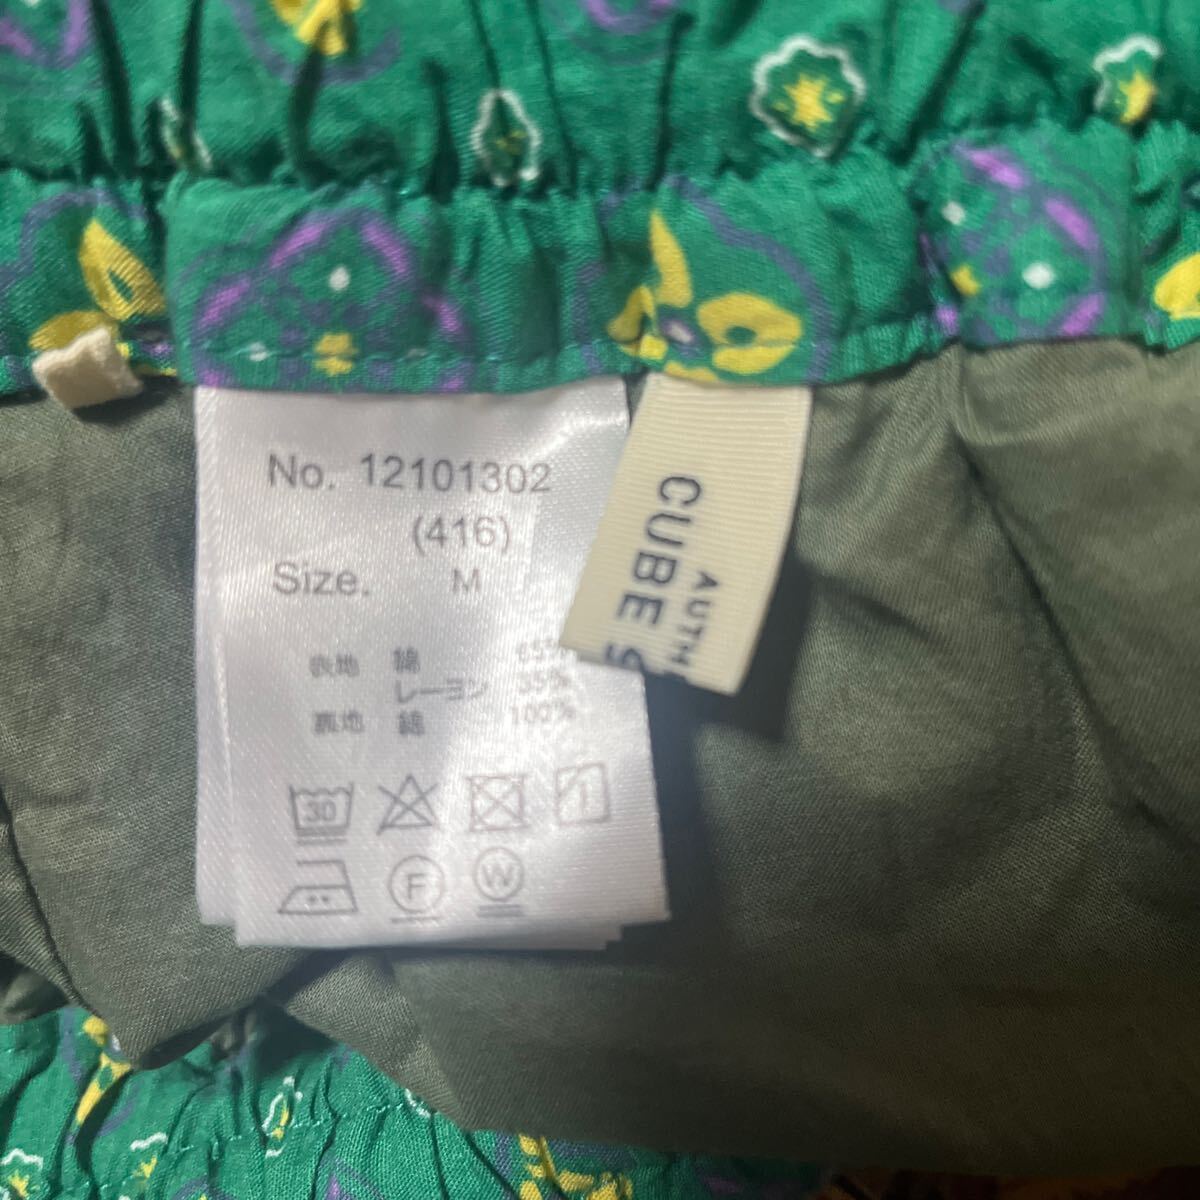 No. 12101302
(416)
Size. M
表地 綿 65%
レーヨン 35%
裏地 綿 100%
30
F
W
AUTH
CUBE